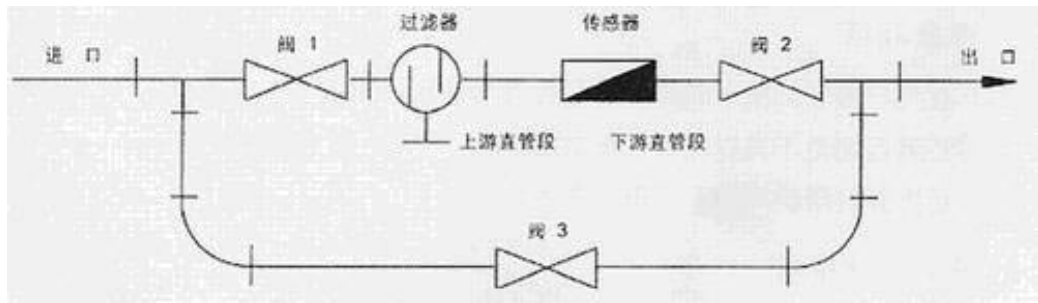 过滤器
传感器
进 口
阀 1
阀 2
出 口
上游直管段
下游直管段
阀 3